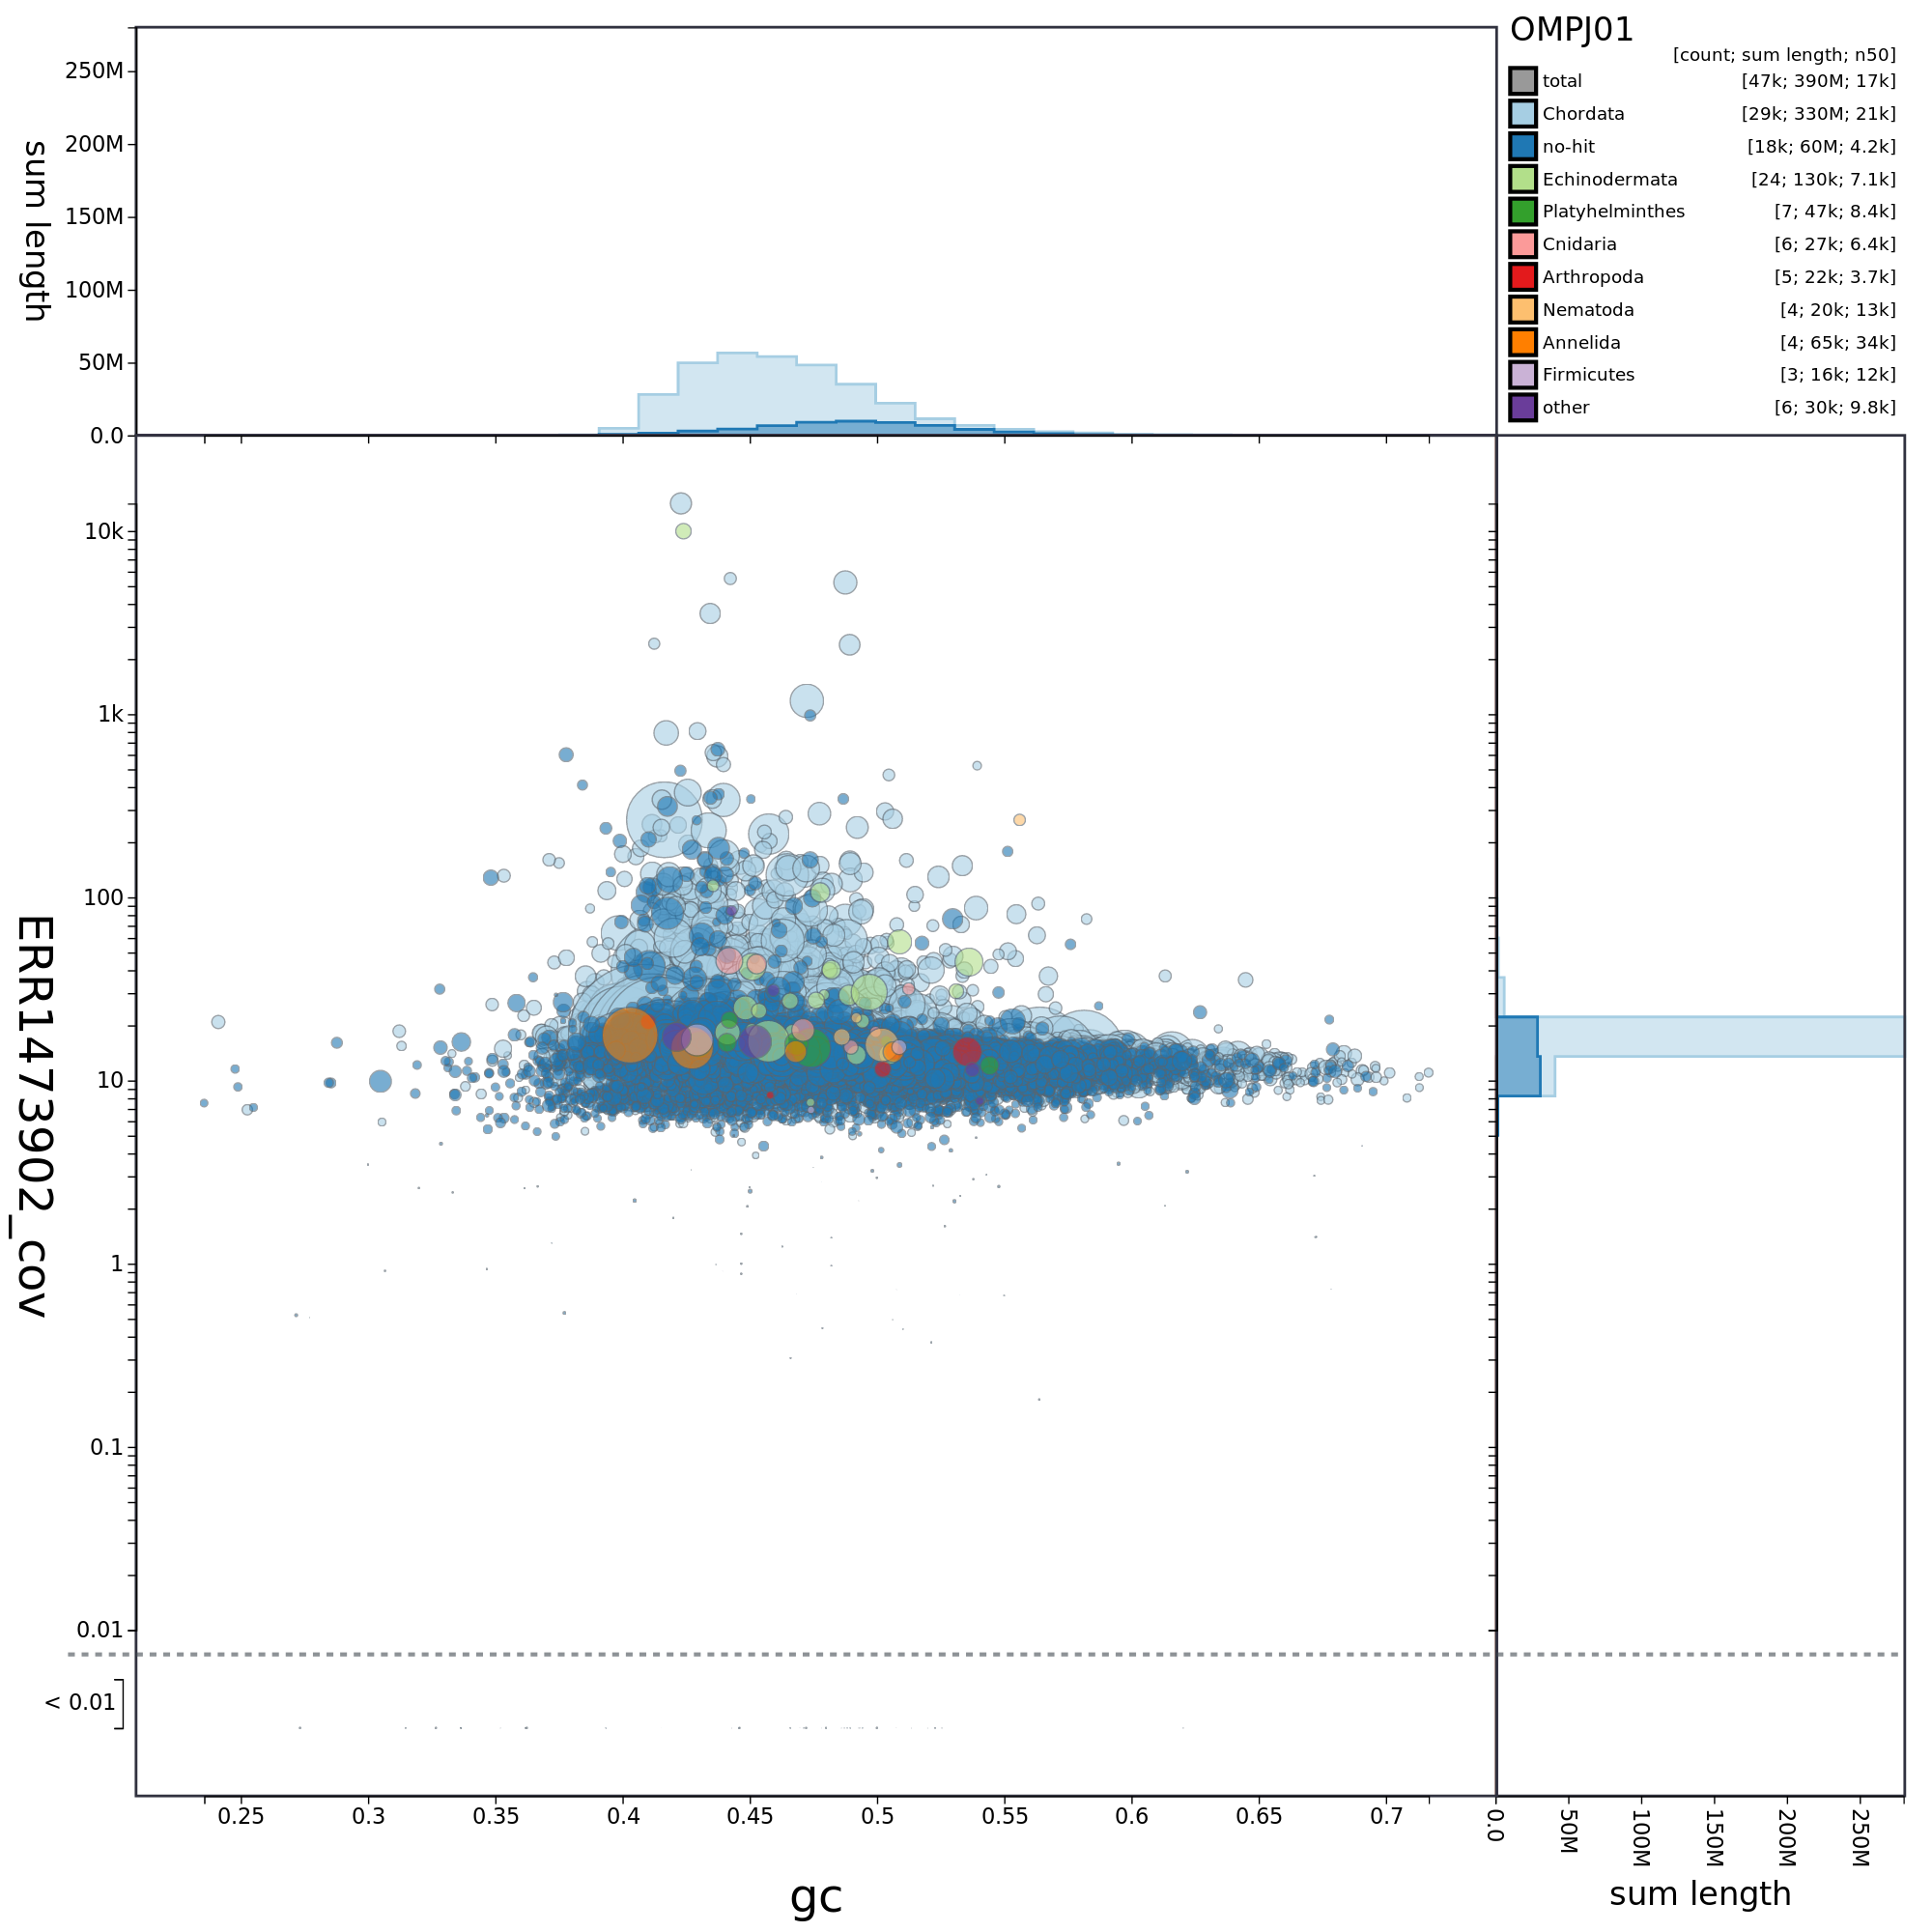 OMPJ01
[count; sum length; n50]
total [47k; 390M; 17k]
Chordata [29k; 330M; 21k]
no-hit [18k; 60M; 4.2k]
Echinodermata [24; 130k; 7.1k]
Platyhelminthes [7; 47k; 8.4k]
Cnidaria [6; 27k; 6.4k]
Arthropoda [5; 22k; 3.7k]
Nematoda [4; 20k; 13k]
Annelida [4; 65k; 34k]
Firmicutes [3; 16k; 12k]
other [6; 30k; 9.8k]
sum length
250M
200M
150M
100M
50M
0.0
ERR1473902_cov
10k
1k
100
10
1
0.1
0.01
< 0.01
0.25 0.3 0.35 0.4 0.45 0.5 0.55 0.6 0.65 0.7
gc
0.0 50M 100M 150M 200M 250M
sum length